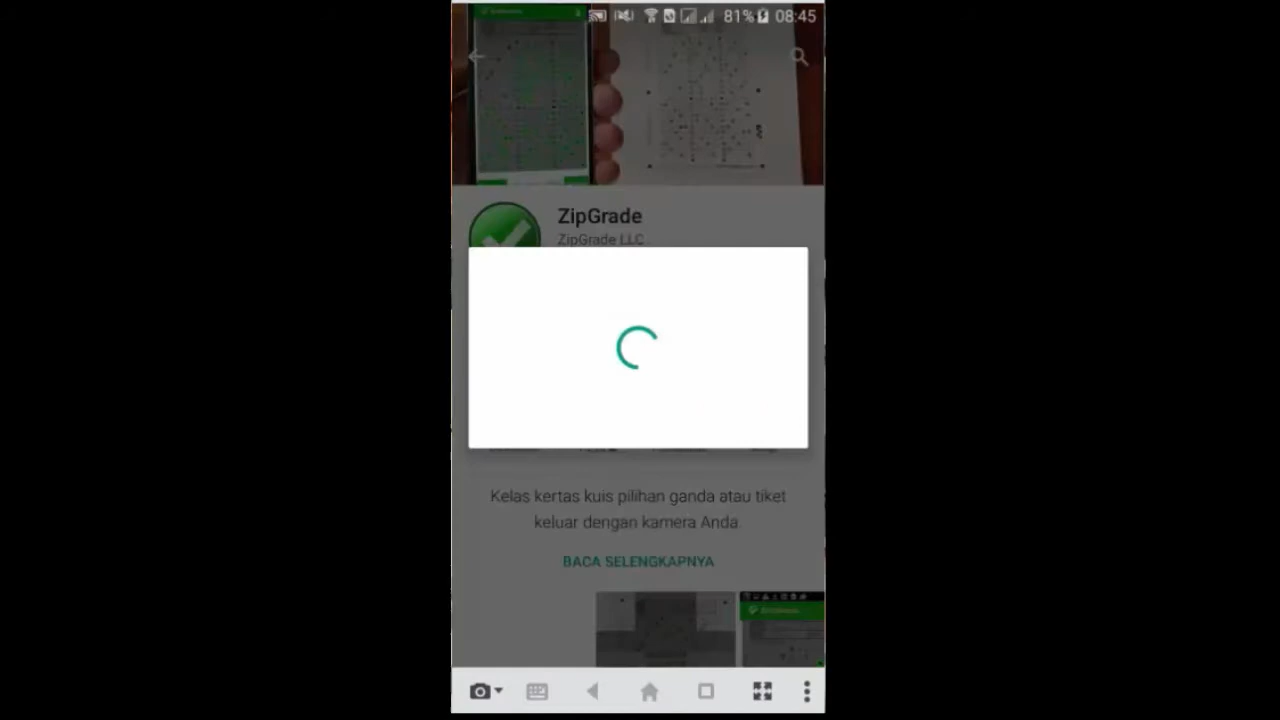 81% 08:45
ZipGrade
ZipGrade LLC
Kelas kertas kuis pilihan ganda atau tiket
keluar dengan kamera Anda
BACA SELENGKAPNYA